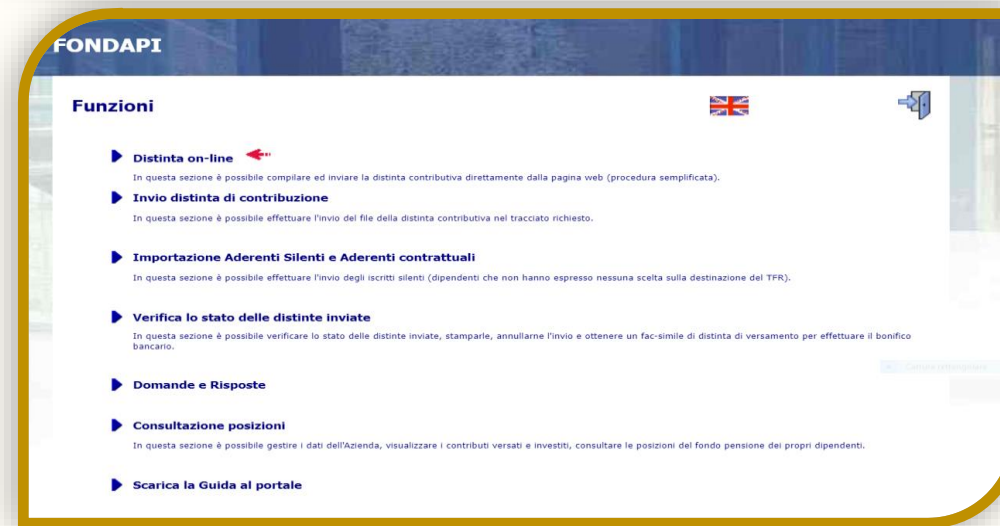 FONDAPI
Funzioni
Distinta on-line
In questa sezione è possibile compilare ed inviare la distinta contributiva direttamente dalla pagina web (procedura semplificata).
Invio distinta di contribuzione
In questa sezione è possibile effettuare l'invio del file della distinta contributiva nel tracciato richiesto.
Importazione Aderenti Silenti e Aderenti contrattuali
In questa sezione è possibile effettuare l'invio degli iscritti silenti (dipendenti che non hanno espresso nessuna scelta sulla destinazione del TFR).
Verifica lo stato delle distinte inviate
In questa sezione è possibile verificare lo stato delle distinte inviate, stamparle, annullarne l'invio e ottenere un fac-simile di distinta di versamento per effettuare il bonifico
bancario.
Domande e Risposte
Consultazione posizioni
In questa sezione è possibile gestire i dati dell'Azienda, visualizzare i contributi versati e investiti, consultare le posizioni del fondo pensione dei propri dipendenti.
Scarica la Guida al portale